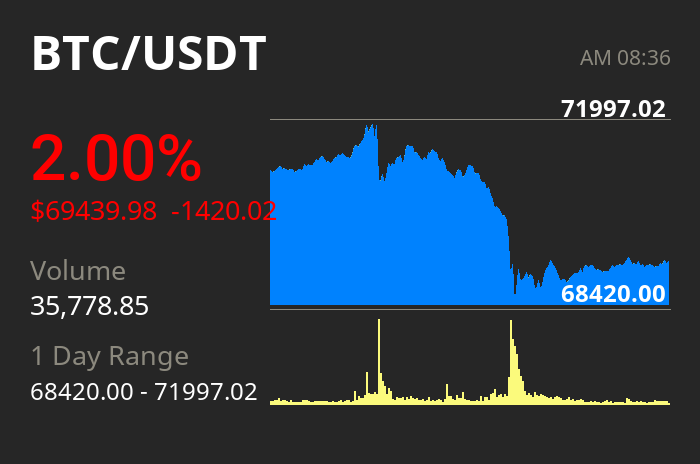 BTC/USDT
AM 08:36
71997.02
2.00%
$69439.98 -1420.02
Volume
35,778.85
68420.00
1 Day Range
68420.00 - 71997.02